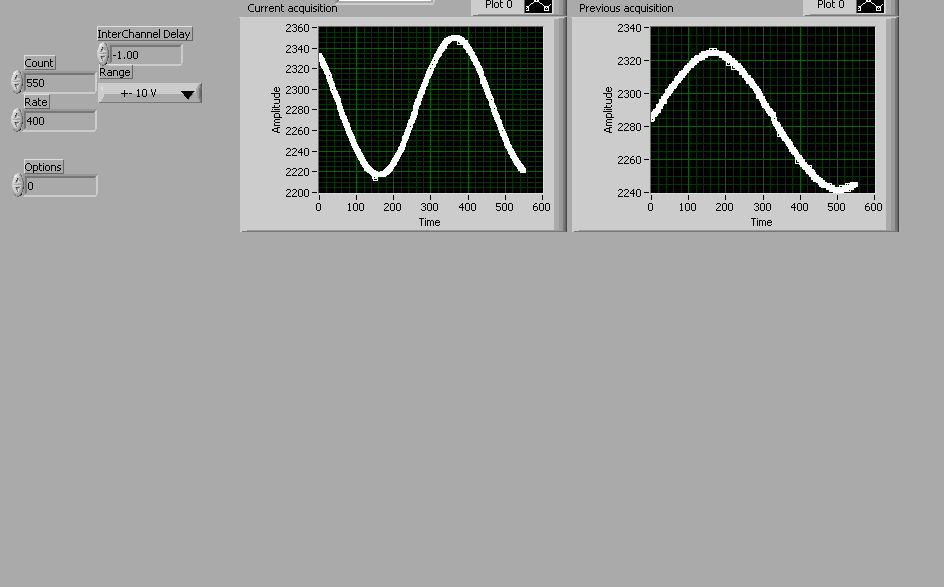 Current acquisition
Plot 0
Previous acquisition
Plot 0
InterChannel Delay
-1.00
Count
550
Range
+- 10 V
Rate
400
Options
0
2360
2340
2320
2300
2280
2260
2240
2220
2200
Amplitude
0 100 200 300 400 500 600
Time
2340
2320
2300
2280
2260
2240
Amplitude
0 100 200 300 400 500 600
Time